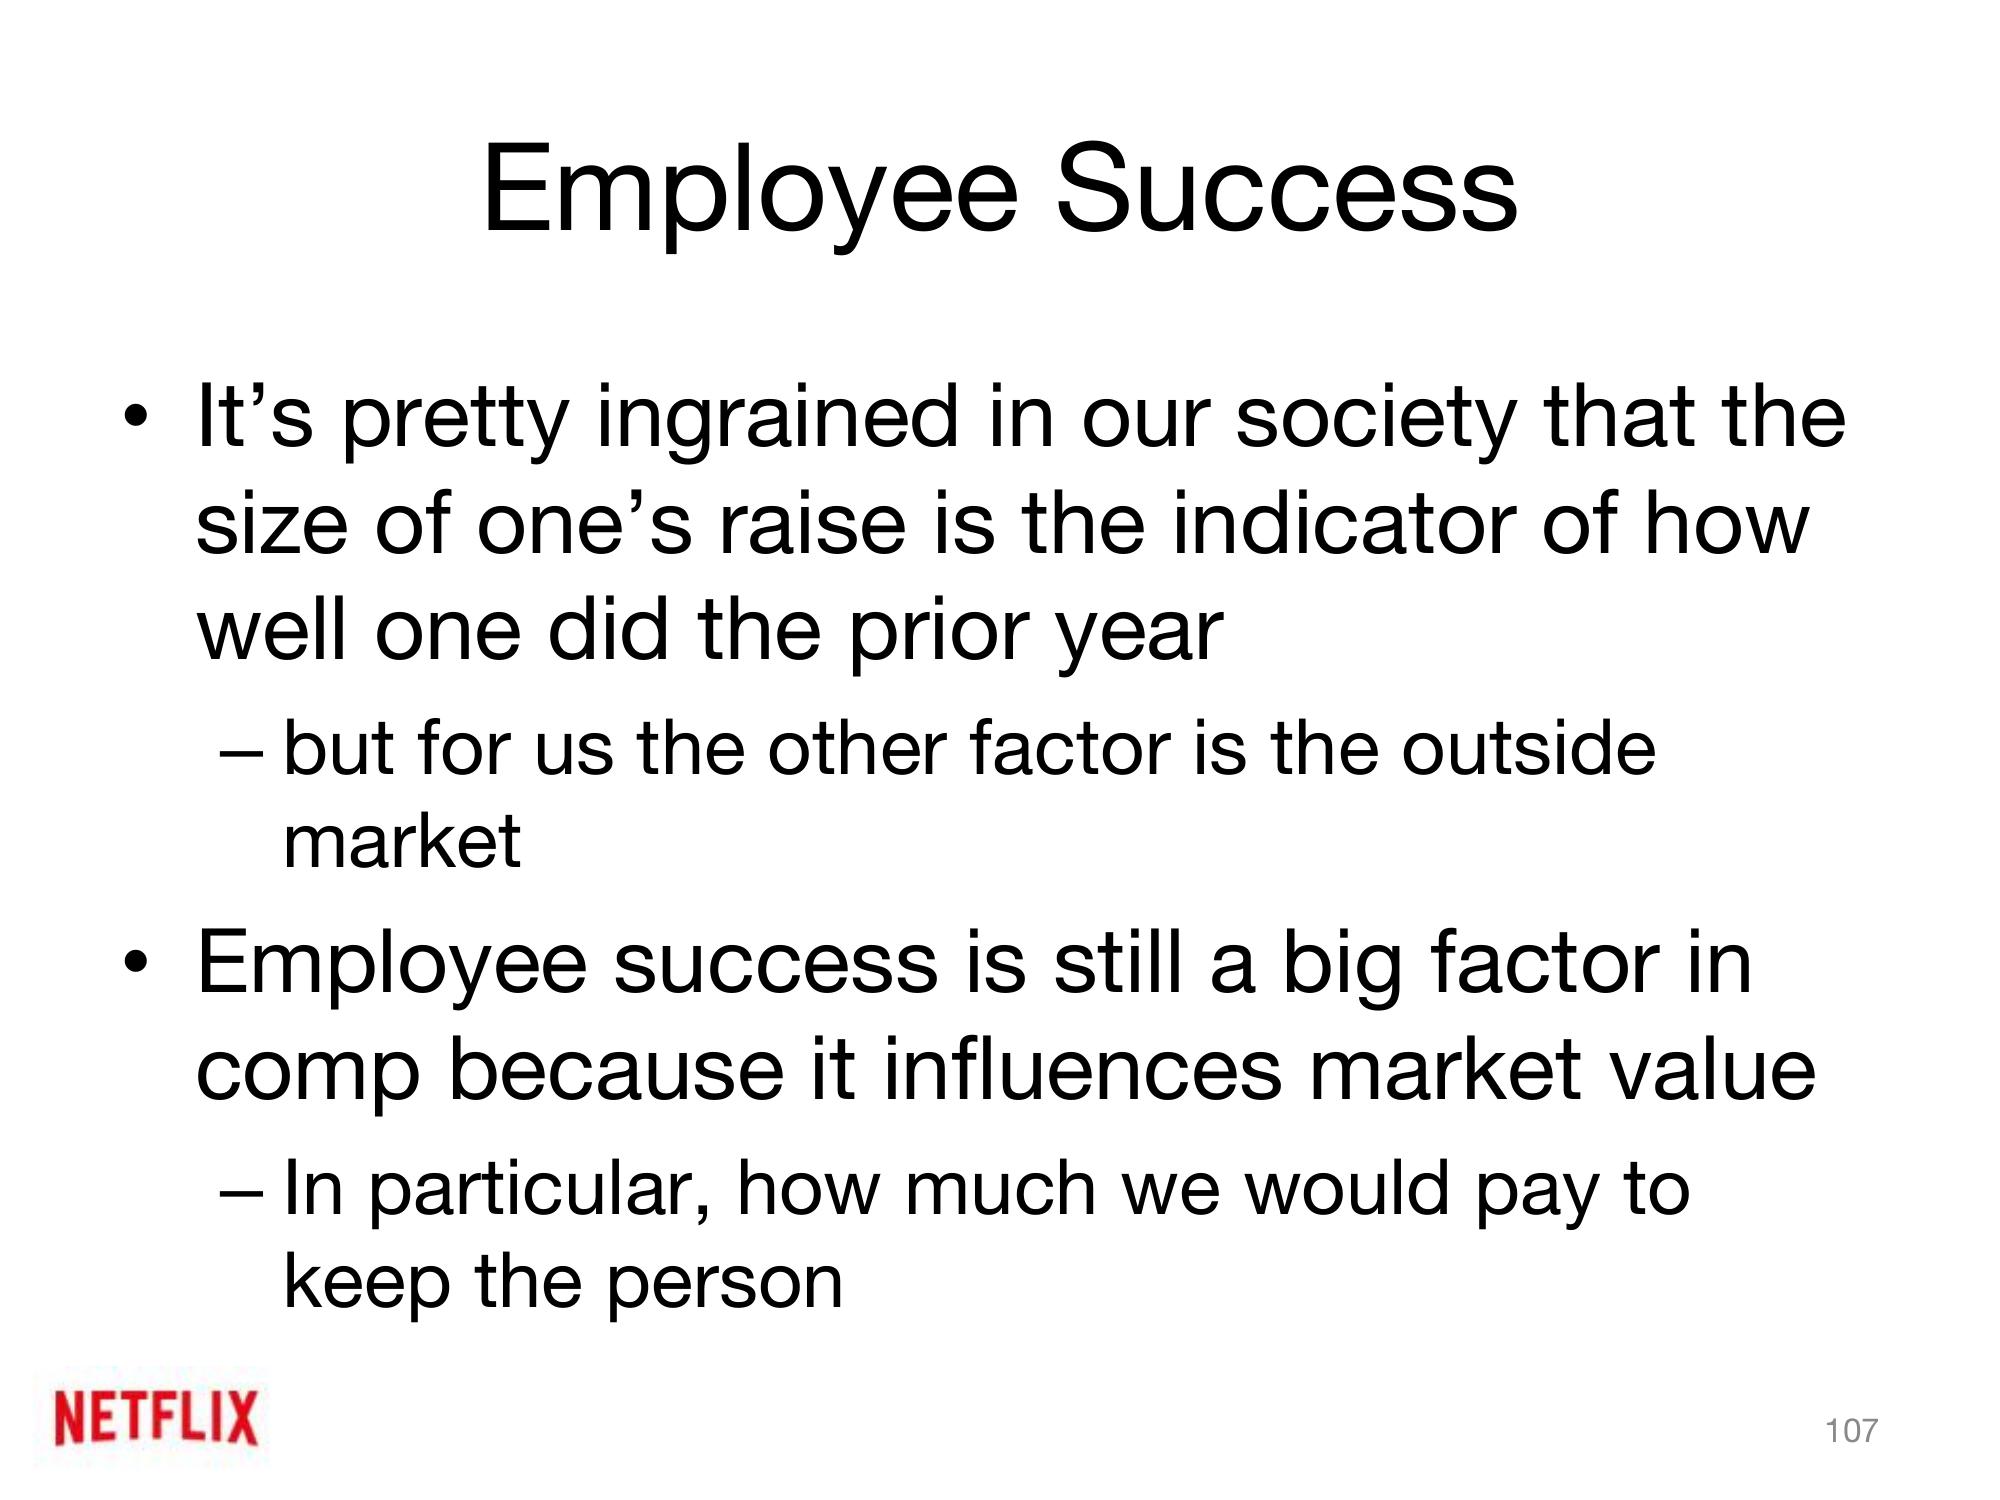 Employee Success
• It’s pretty ingrained in our society that the
size of one’s raise is the indicator of how
well one did the prior year
– but for us the other factor is the outside
market
• Employee success is still a big factor in
comp because it influences market value
– In particular, how much we would pay to
keep the person
NETFLIX
107